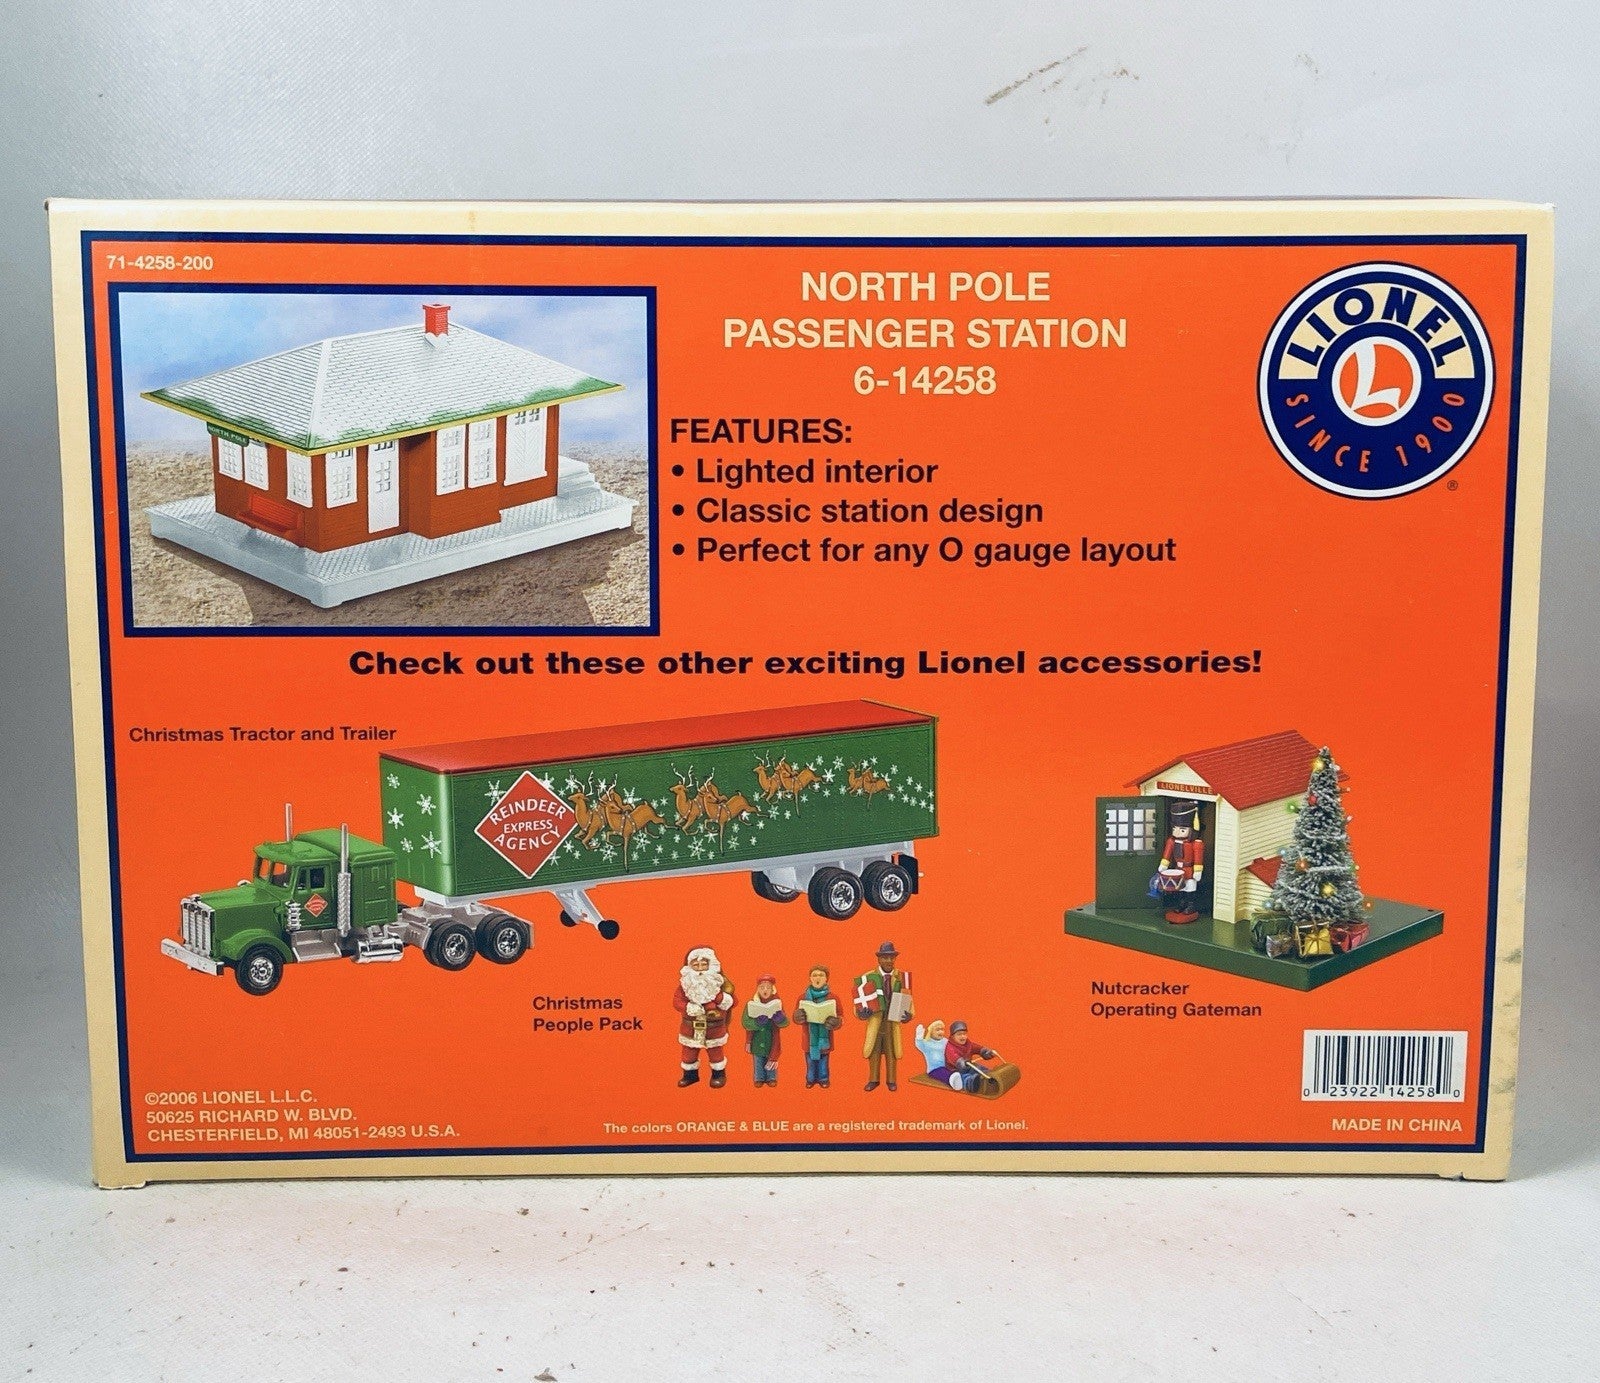 71-4258-200
NORTH POLE
PASSENGER STATION
6-14258
LIONEL
L
SINCE 1900
®
NORTH POLE
FEATURES:
• Lighted interior
• Classic station design
• Perfect for any O gauge layout
Check out these other exciting Lionel accessories!
Christmas Tractor and Trailer
REINDEER
EXPRESS
AGENCY
LIONELVILLE
Christmas
People Pack
Nutcracker
Operating Gateman
©2006 LIONEL L.L.C.
50625 RICHARD W. BLVD.
CHESTERFIELD, MI 48051-2493 U.S.A.
The colors ORANGE & BLUE are a registered trademark of Lionel.
0 23922 14258 0
MADE IN CHINA